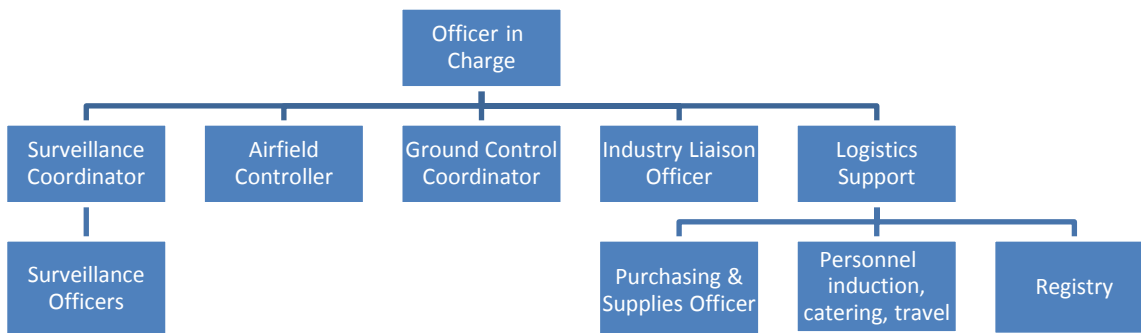 Officer in
Charge
Surveillance
Coordinator
Airfield
Controller
Ground Control
Coordinator
Industry Liaison
Officer
Logistics
Support
Surveillance
Officers
Purchasing &
Supplies Officer
Personnel
induction,
catering, travel
Registry